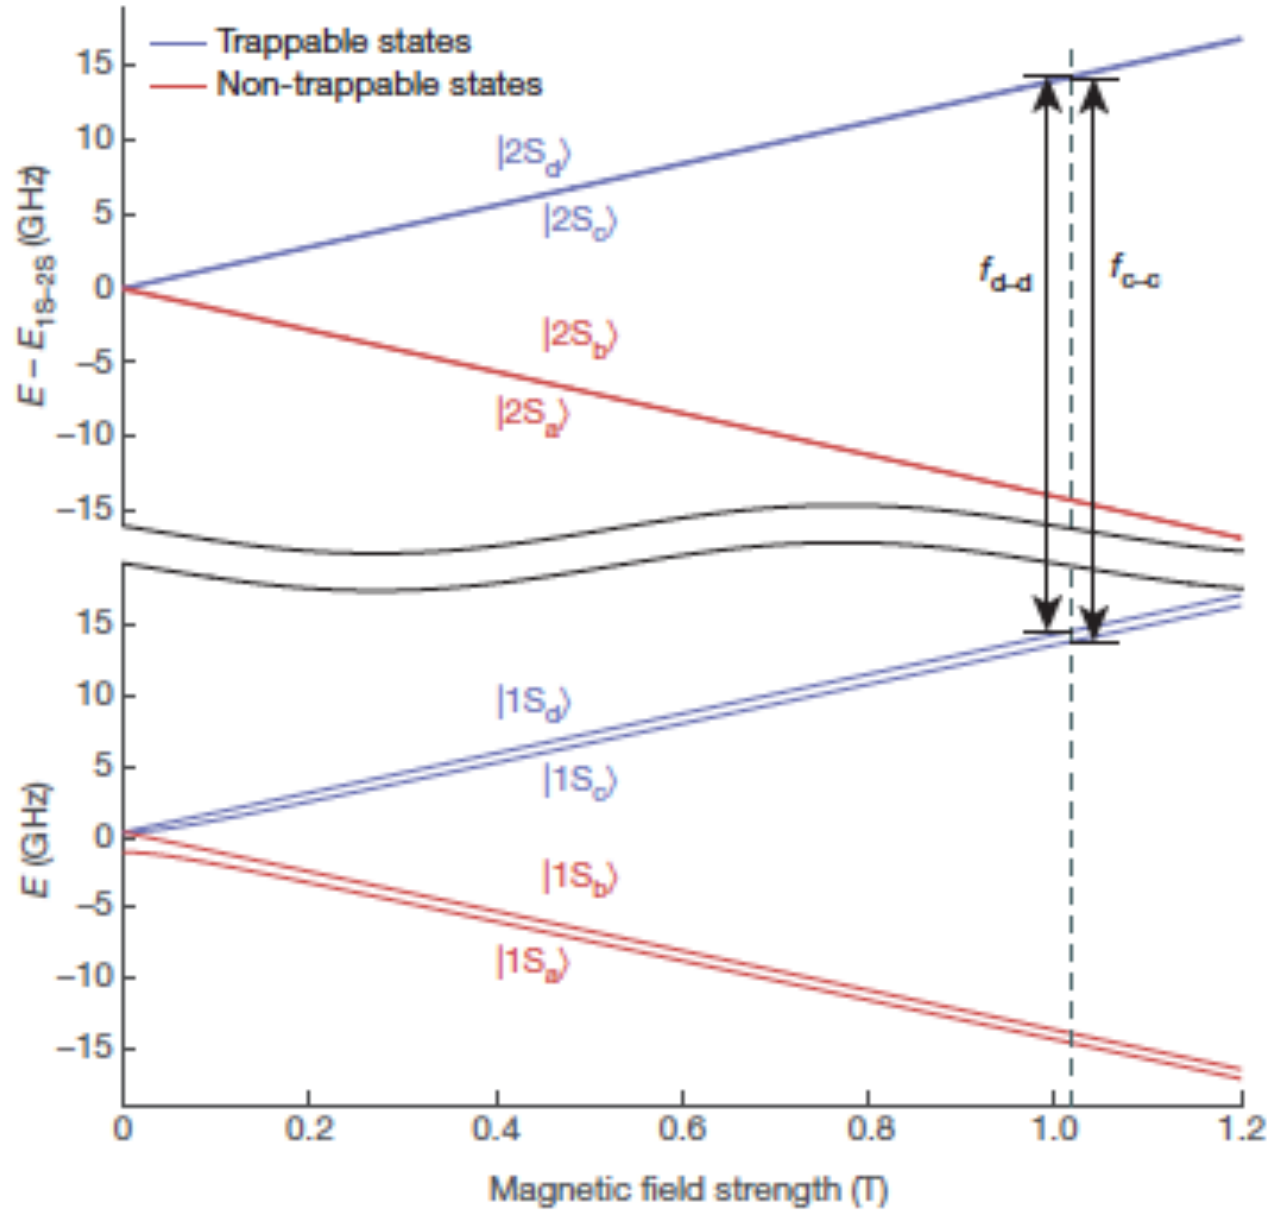 Trappable states
Non-trappable states
E – E1S–2S (GHz)
15
10
5
0
–5
–10
–15
|2Sd⟩
|2Sc⟩
|2Sb⟩
|2Sa⟩
fd–d
fc–c
E (GHz)
15
10
5
0
–5
–10
–15
|1Sd⟩
|1Sc⟩
|1Sb⟩
|1Sa⟩
0 0.2 0.4 0.6 0.8 1.0 1.2
Magnetic field strength (T)